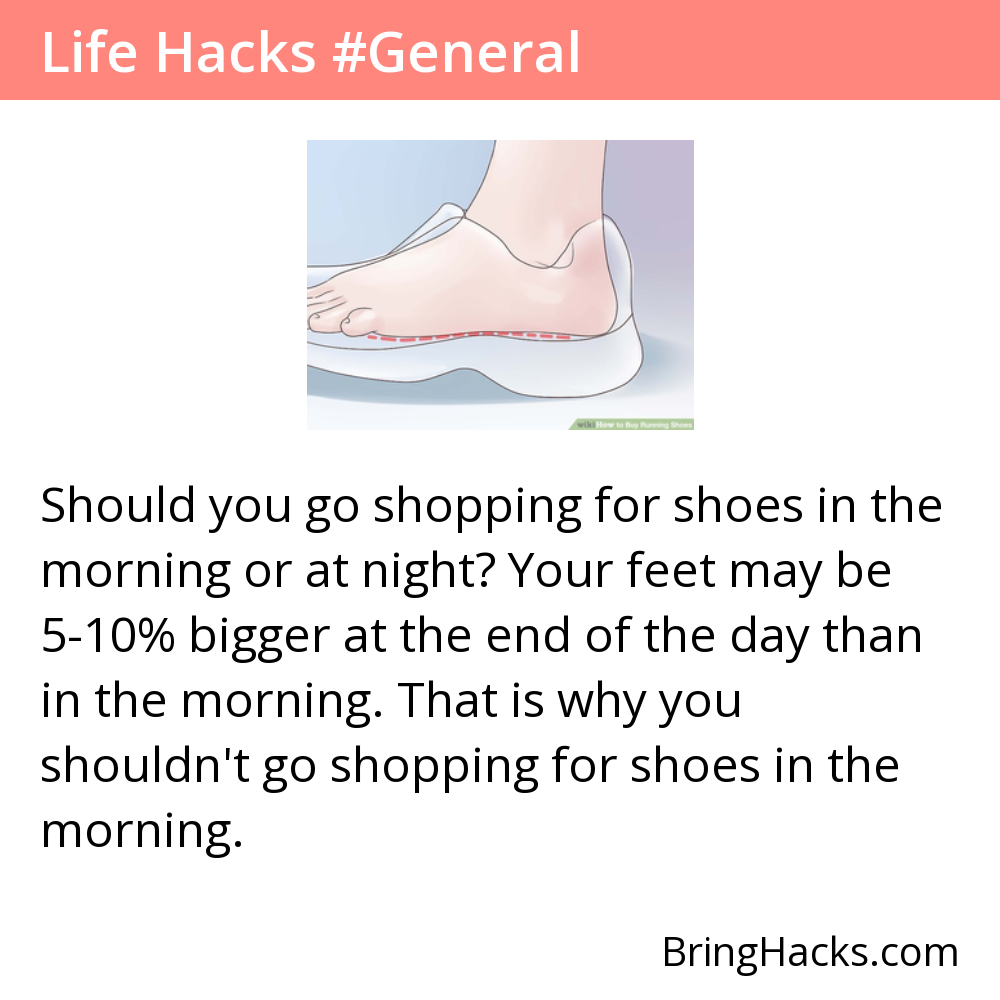 Life Hacks #General
wikiHow to Buy Running Shoes
Should you go shopping for shoes in the
morning or at night? Your feet may be
5-10% bigger at the end of the day than
in the morning. That is why you
shouldn't go shopping for shoes in the
morning.
BringHacks.com